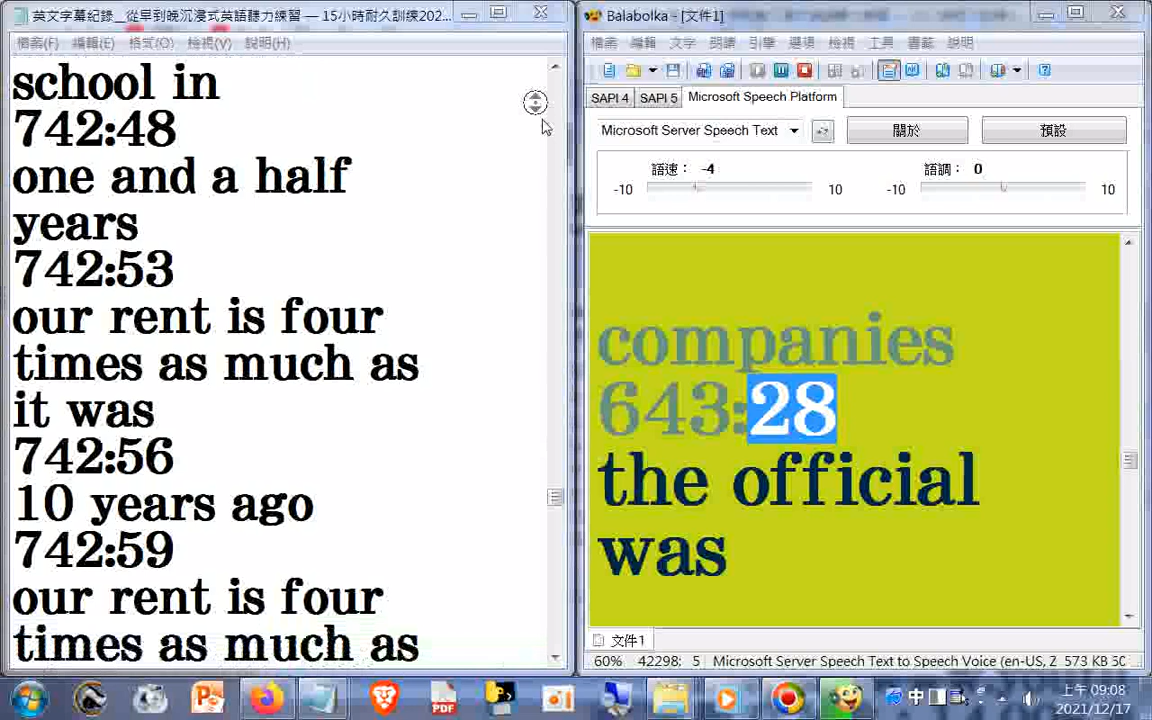 英文字幕紀錄__從早到晚沉浸式英語聽力練習 — 15小時耐久訓練202...
檔案(F) 編輯(E) 格式(O) 檢視(V) 說明(H)
school in
742:48
one and a half
years
742:53
our rent is four
times as much as
it was
742:56
10 years ago
742:59
our rent is four
times as much as
Balabolka - [文件1]
檔案 編輯 文字 朗讀 引擎 選項 檢視 工具 書籤 說明
SAPI 4 SAPI 5 Microsoft Speech Platform
Microsoft Server Speech Text 關於 預設
語速： -4 語調： 0
-10 10 -10 10
companies
643:28
the official
was
文件1
60% 42298: 5 Microsoft Server Speech Text to Speech Voice (en-US, Z 573 KB
PDF 中 上午 09:08
2021/12/17